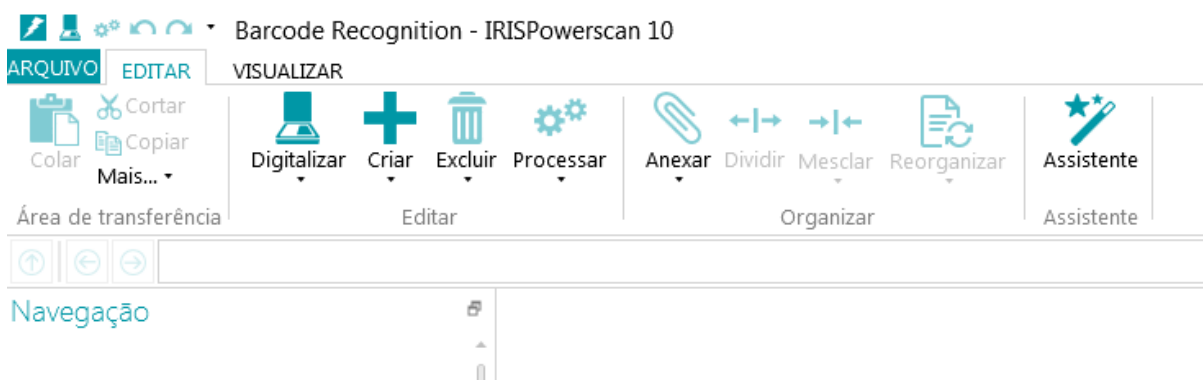 Barcode Recognition - IRISPowerscan 10
ARQUIVO EDITAR VISUALIZAR
Colar
Cortar
Copiar
Mais...
Área de transferência
Digitalizar Criar Excluir Processar
Editar
Anexar Dividir Mesclar Reorganizar
Organizar
Assistente
Assistente
Navegação